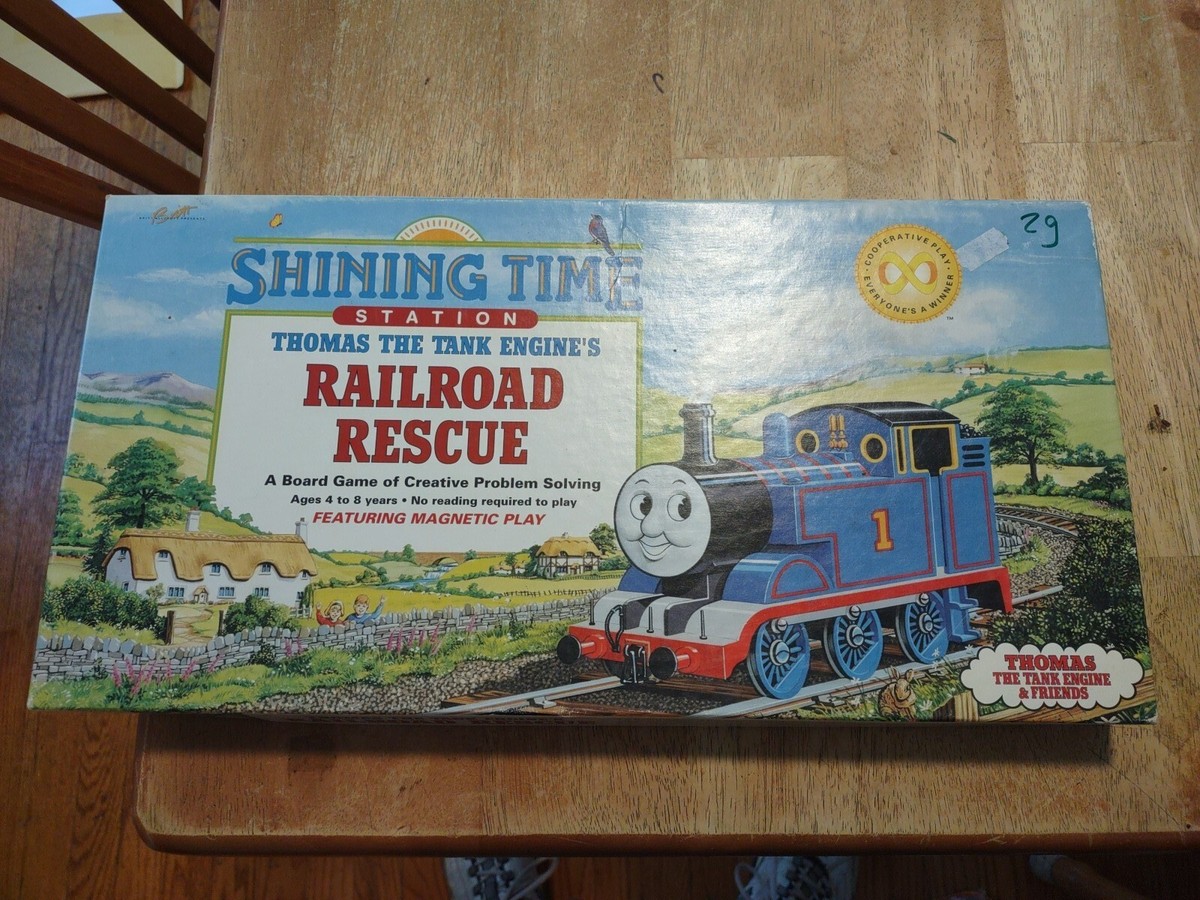 29
COOPERATIVE PLAY
EVERYONE'S A WINNER
TM
SHINING TIME
STATION
THOMAS THE TANK ENGINE'S
RAILROAD
RESCUE
A Board Game of Creative Problem Solving
Ages 4 to 8 years • No reading required to play
FEATURING MAGNETIC PLAY
1
THOMAS
THE TANK ENGINE
& FRIENDS